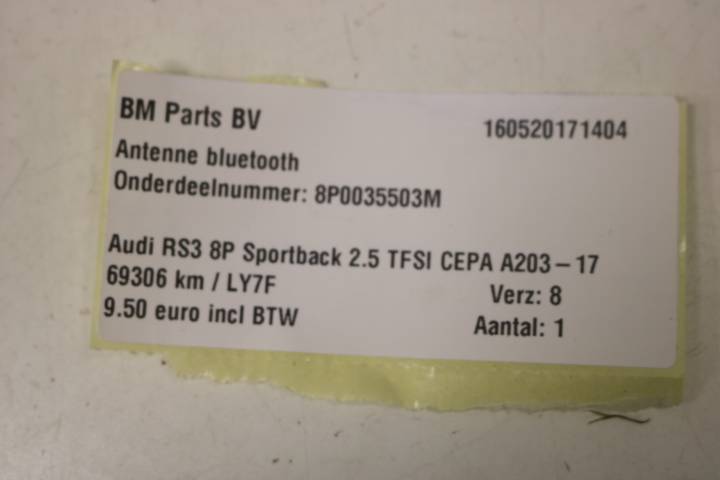 BM Parts BV 160520171404
Antenne bluetooth
Onderdeelnummer: 8P0035503M
Audi RS3 8P Sportback 2.5 TFSI CEPA A203-17
69306 km / LY7F Verz: 8
9.50 euro incl BTW Aantal: 1